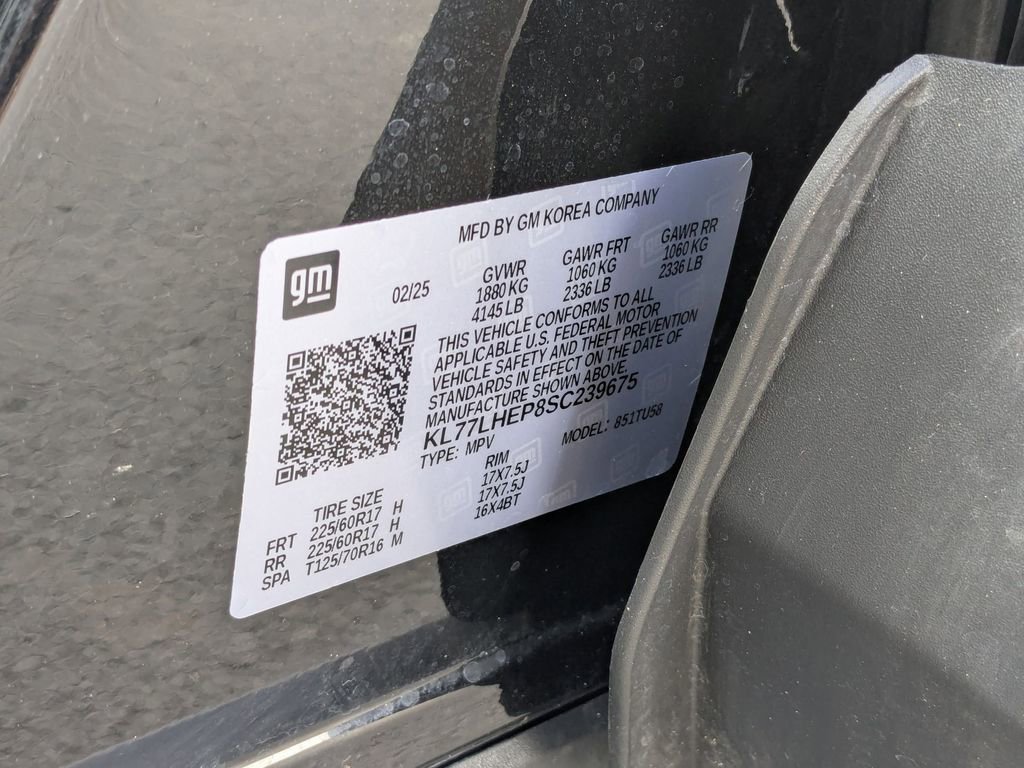 MFD BY GM KOREA COMPANY
gm
02/25
GVWR
1880 KG
4145 LB
GAWR FRT
1060 KG
2336 LB
GAWR RR
1060 KG
2336 LB
THIS VEHICLE CONFORMS TO ALL
APPLICABLE U.S. FEDERAL MOTOR
VEHICLE SAFETY AND THEFT PREVENTION
STANDARDS IN EFFECT ON THE DATE OF
MANUFACTURE SHOWN ABOVE.
KL77LHEP8SC239675
TYPE: MPV MODEL: 851TU58
TIRE SIZE RIM
FRT 225/60R17 H 17X7.5J
RR 225/60R17 H 17X7.5J
SPA T125/70R16 M 16X4BT